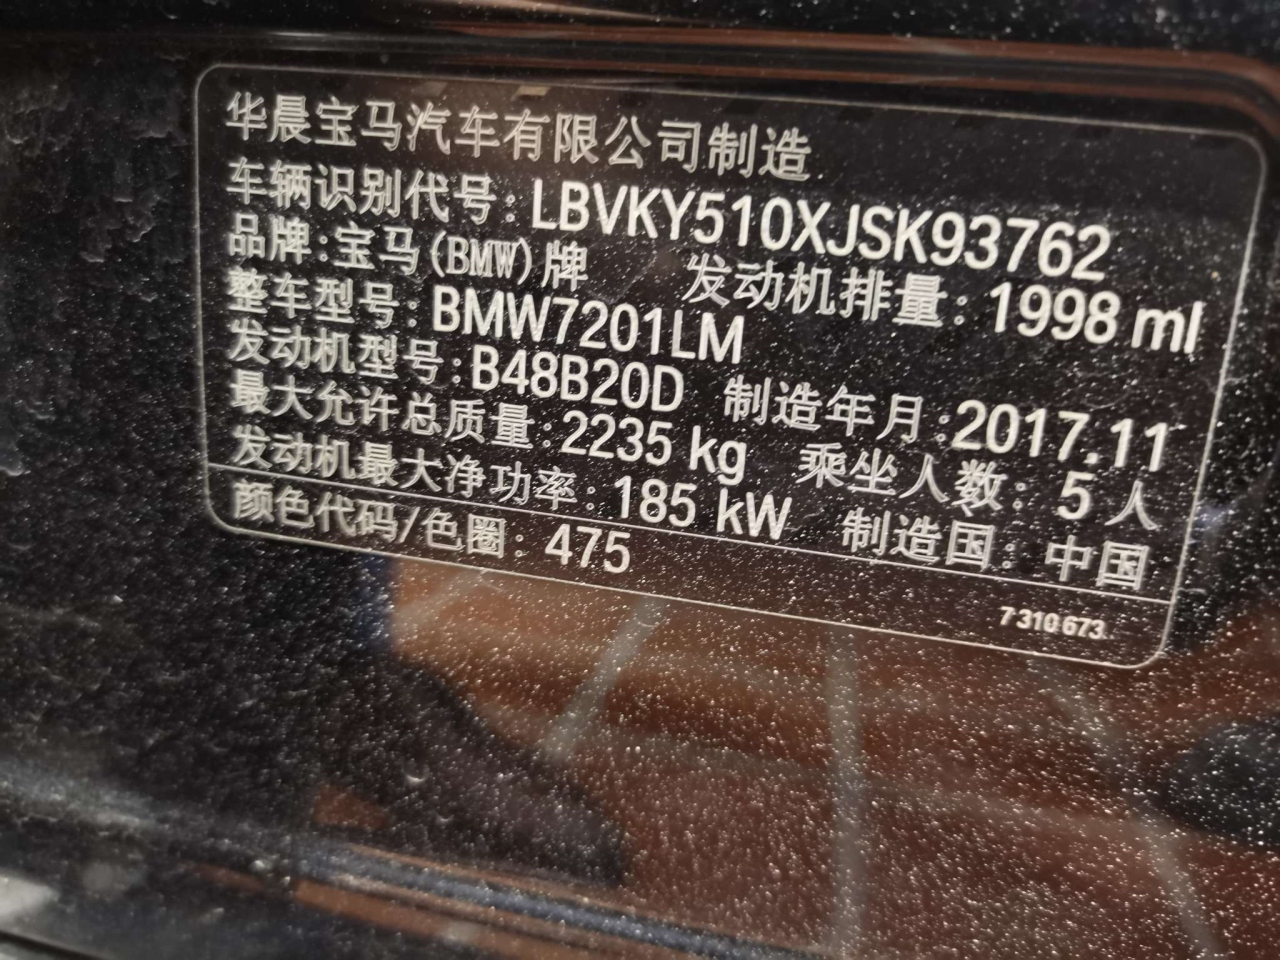 华晨宝马汽车有限公司制造
车辆识别代号:LBVKY510XJSK93762
品牌:宝马(BMW)牌 发动机排量:1998 ml
整车型号:BMW7201LM
发动机型号:B48B20D 制造年月:2017.11
最大允许总质量:2235 kg 乘坐人数:5 人
发动机最大净功率:185 kW 制造国:中国
颜色代码/色圈:475
7310673